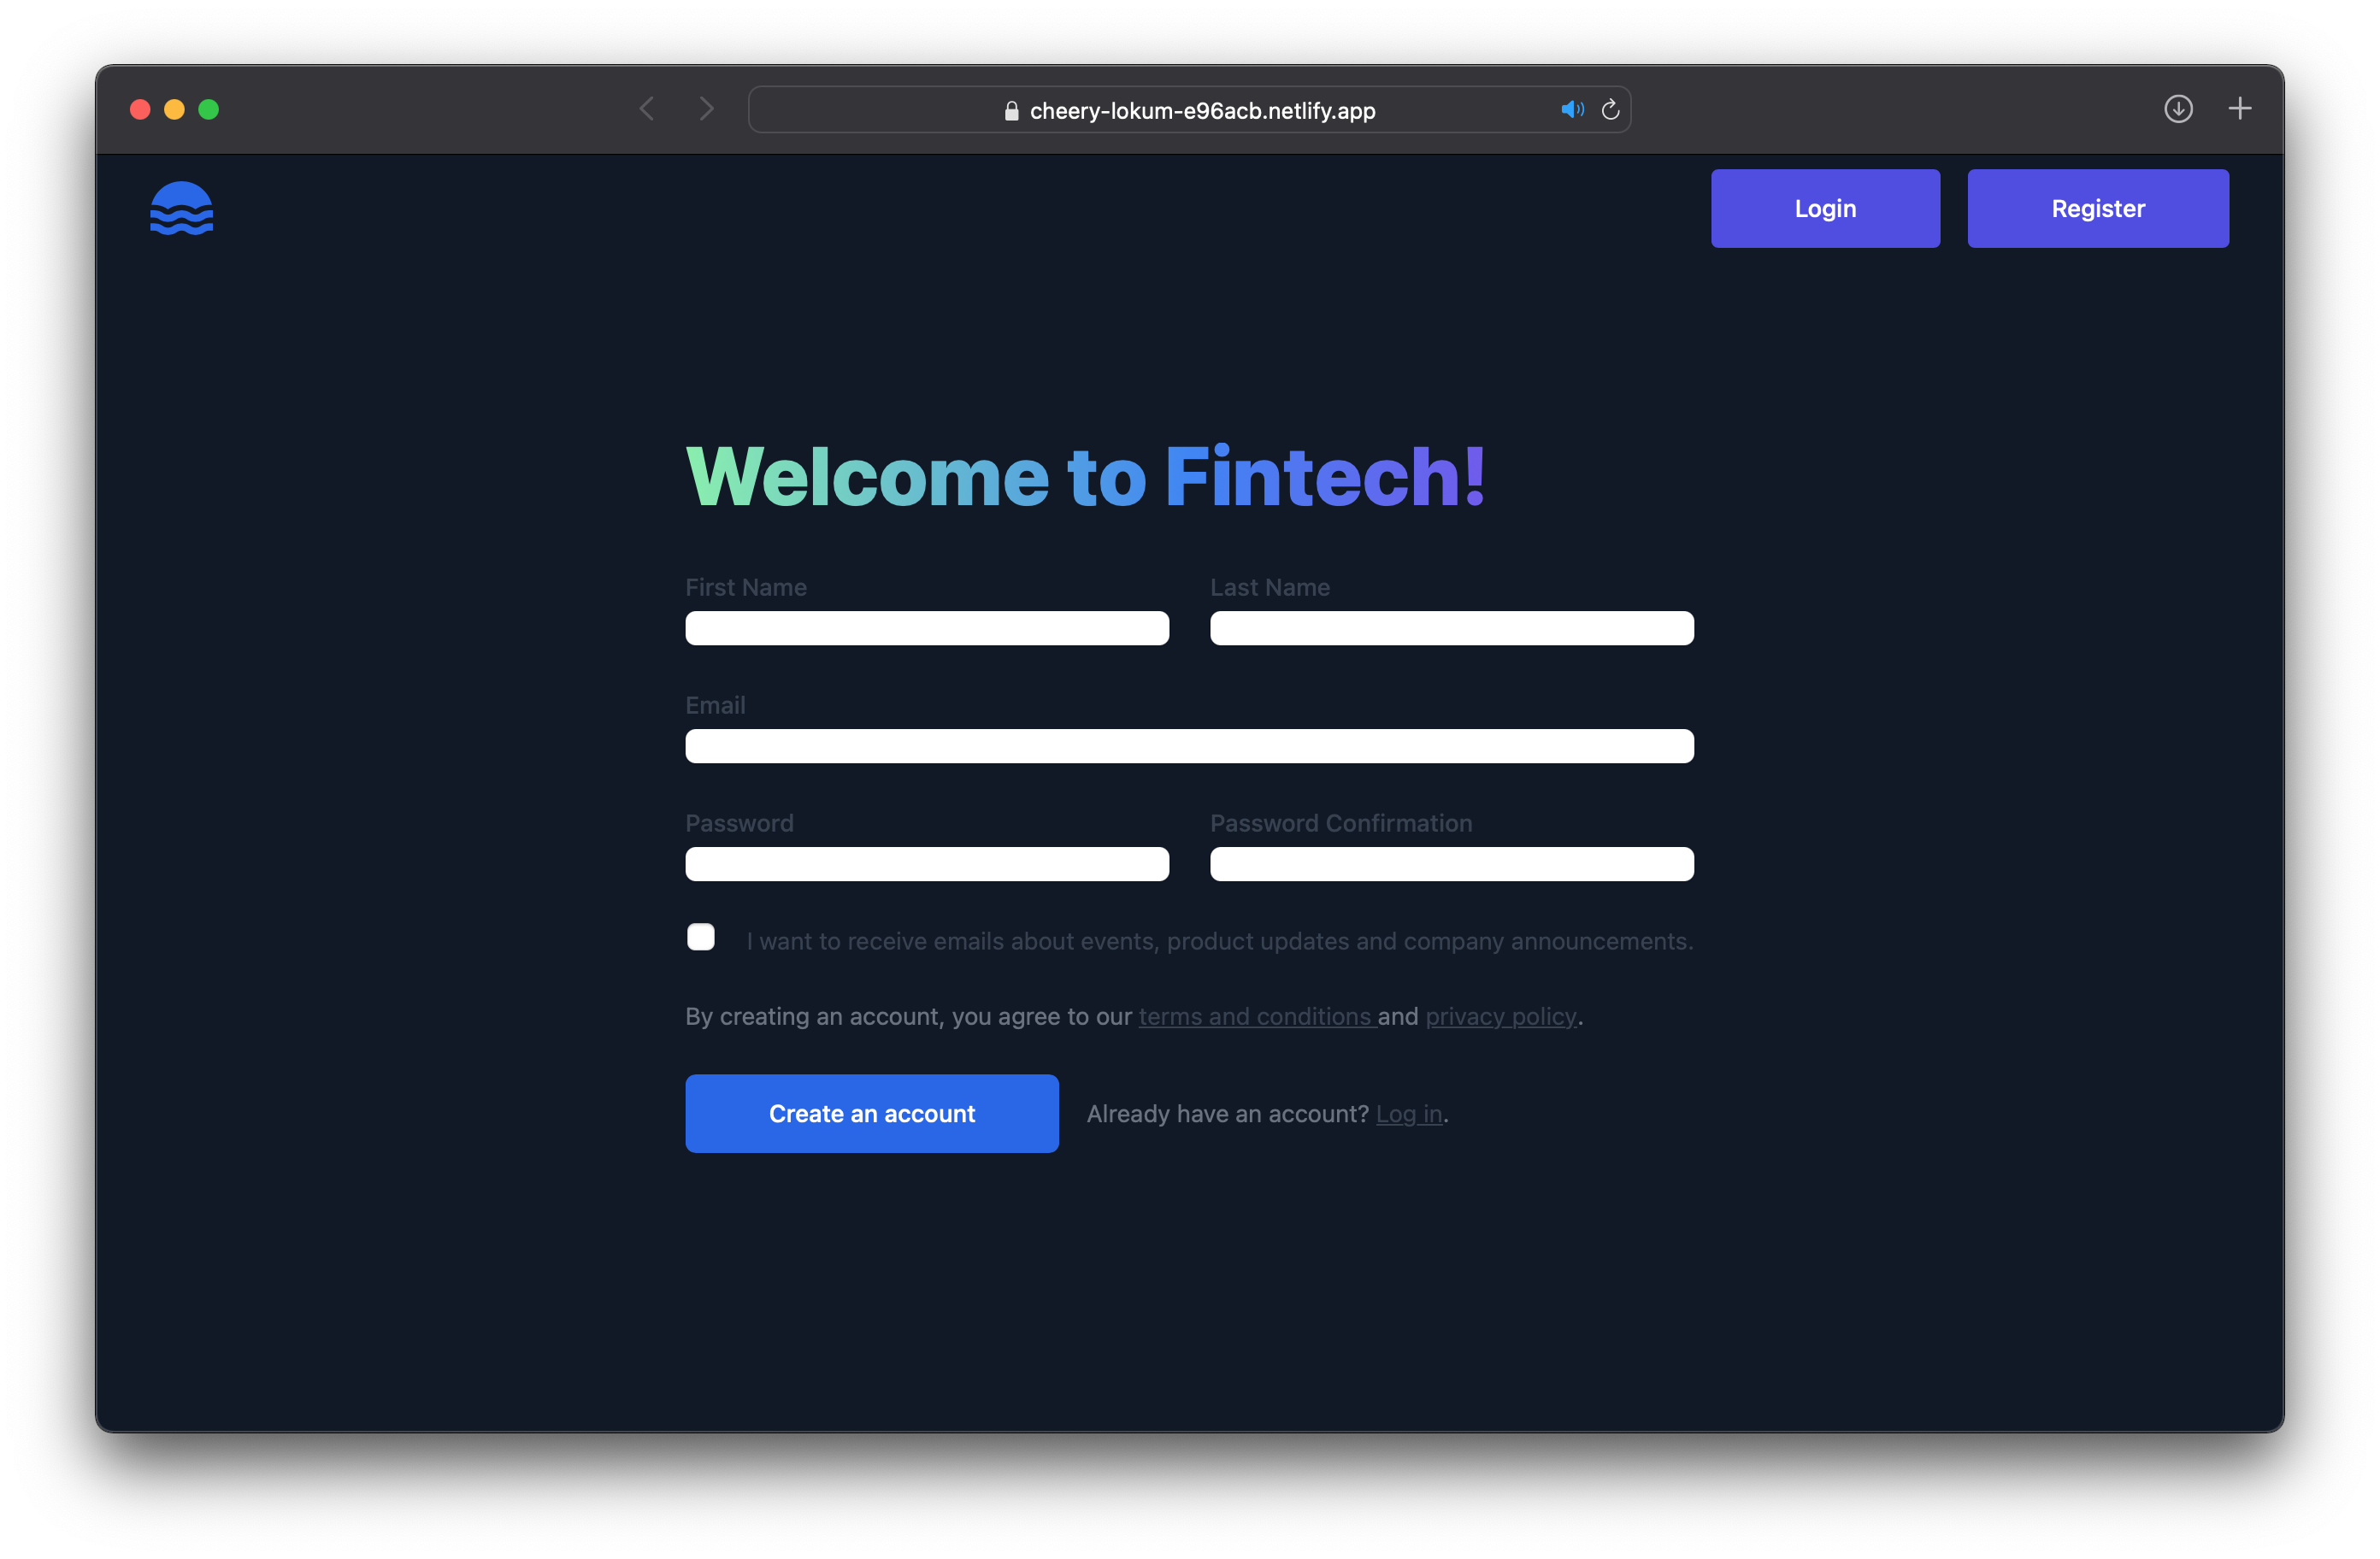 cheery-lokum-e96acb.netlify.app
Login Register
Welcome to Fintech!
First Name Last Name
Email
Password Password Confirmation
I want to receive emails about events, product updates and company announcements.
By creating an account, you agree to our terms and conditions and privacy policy.
Create an account Already have an account? Log in.